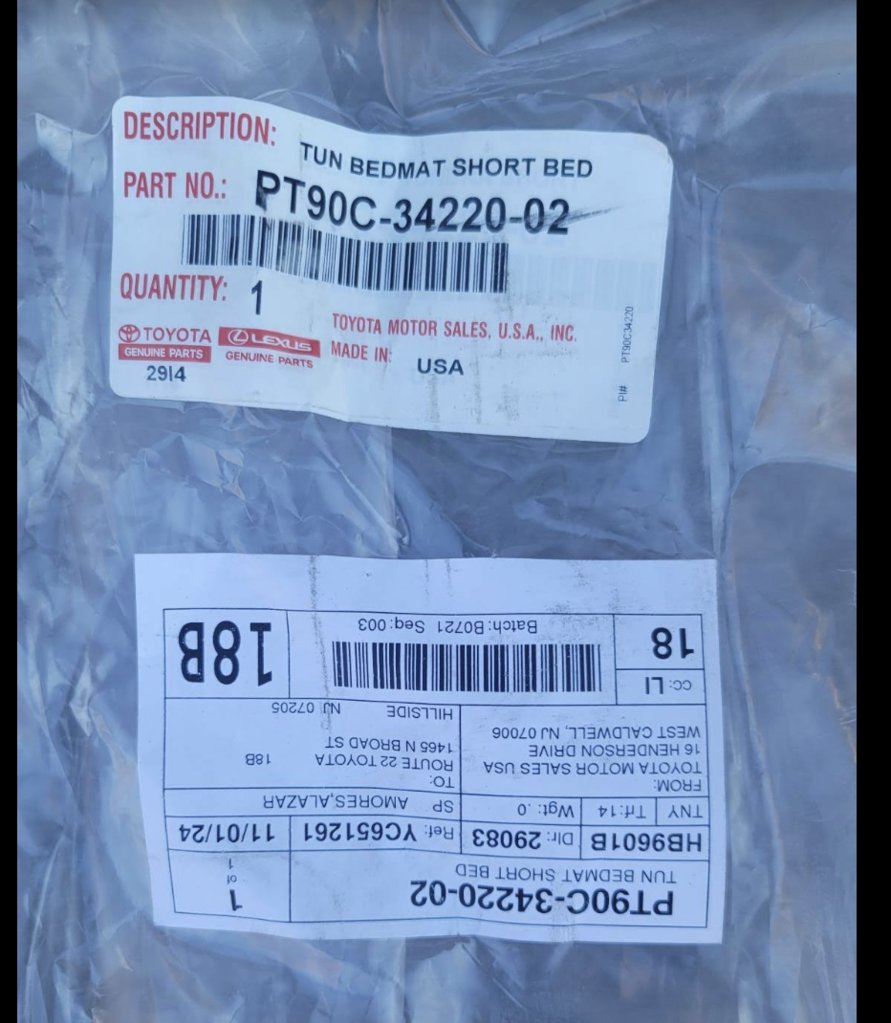 DESCRIPTION: TUN BEDMAT SHORT BED
PART NO.: PT90C-34220-02
QUANTITY: 1
TOYOTA
GENUINE PARTS
2914
LEXUS
GENUINE PARTS
TOYOTA MOTOR SALES, U.S.A., INC.
MADE IN: USA
PI# PT90C34220
PT90C-34220-02
TUN BEDMAT SHORT BED
1
of
1
HB9601B Dlr: 29083 Ref: YC651261 11/01/24
TNY Trf:14 Wgt: .0 SP AMORES,ALAZAR
FROM:
TOYOTA MOTOR SALES USA
16 HENDERSON DRIVE
WEST CALDWELL, NJ 07006
TO:
ROUTE 22 TOYOTA 18B
1465 N BROAD ST
HILLSIDE NJ 07205
CC: LI
18
Batch: B0721 Seq: 003
18B